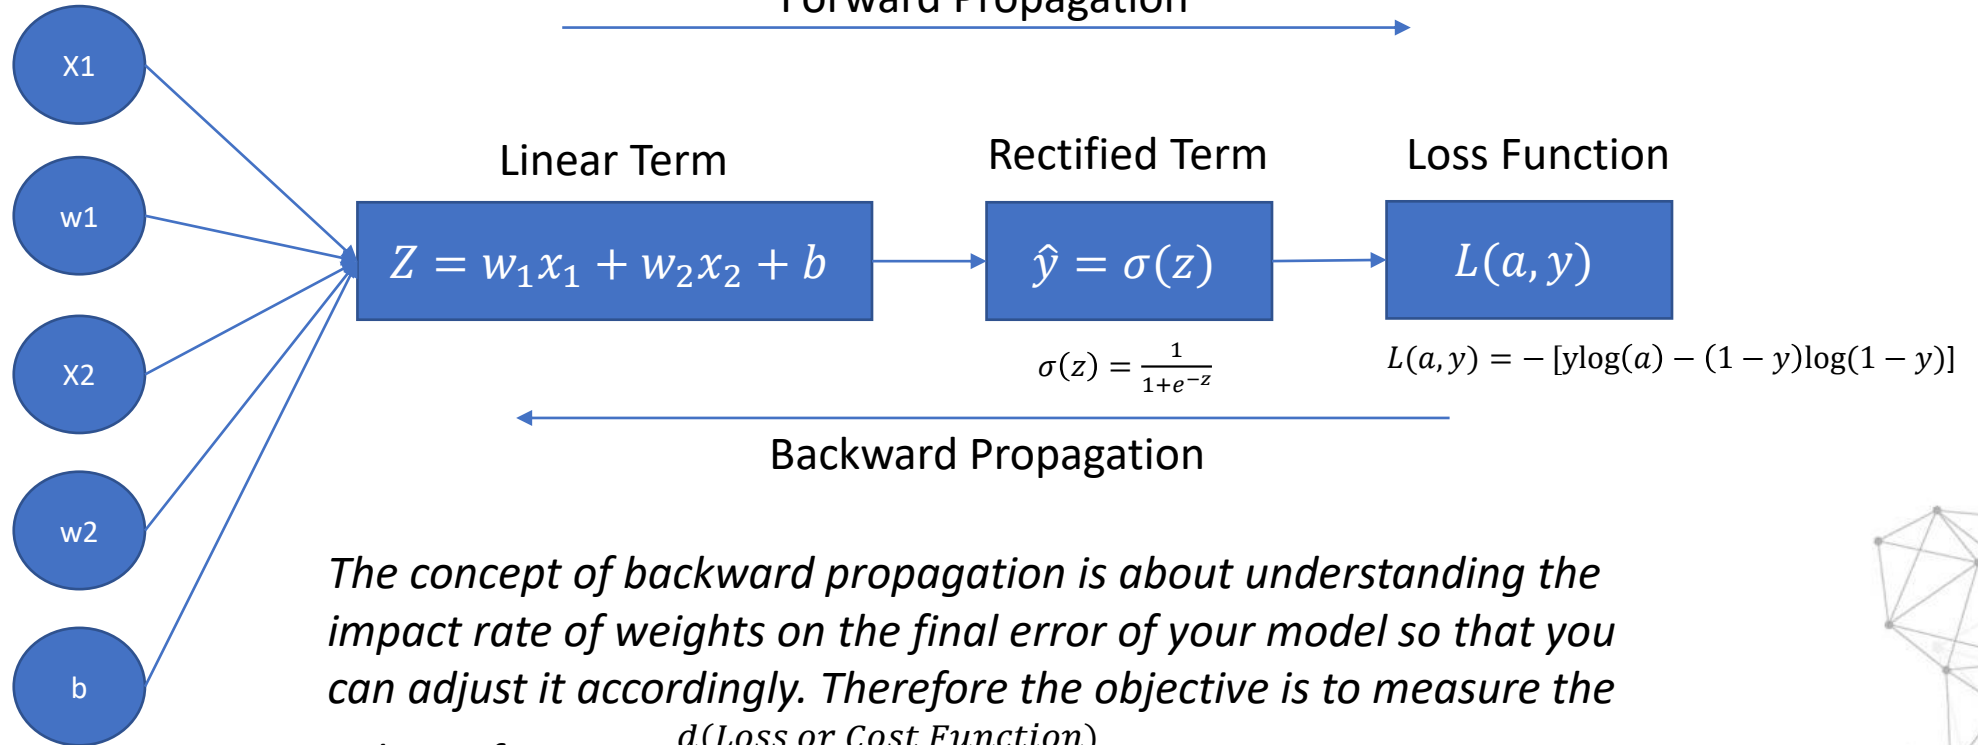 Forward Propagation
X1
w1
X2
w2
b
Linear Term
Z = w₁x₁ + w₂x₂ + b
Rectified Term
ŷ = σ(z)
σ(z) = 1/(1+e^{-z})
Loss Function
L(a, y)
L(a, y) = − [ylog(a) − (1 − y)log(1 − y)]
Backward Propagation
The concept of backward propagation is about understanding the
impact rate of weights on the final error of your model so that you
can adjust it accordingly. Therefore the objective is to measure the
d(Loss or Cost Function)